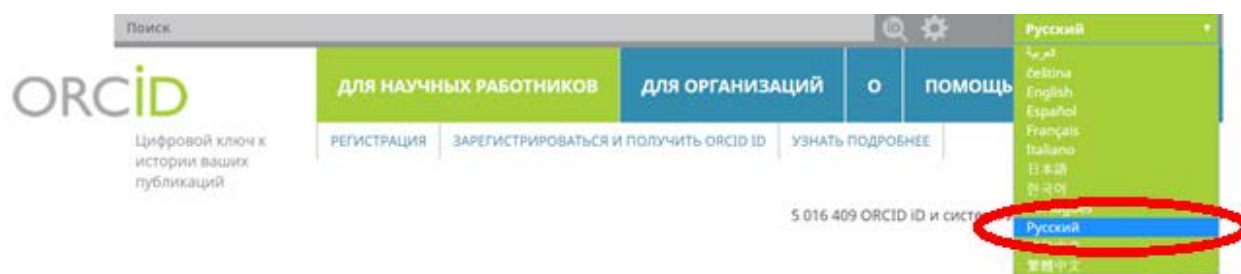 Поиск
Русский
ORCID
ДЛЯ НАУЧНЫХ РАБОТНИКОВ
ДЛЯ ОРГАНИЗАЦИЙ
О
ПОМОЩЬ
Цифровой ключ к
истории ваших
публикаций
РЕГИСТРАЦИЯ
ЗАРЕГИСТРИРОВАТЬСЯ И ПОЛУЧИТЬ ORCID ID
УЗНАТЬ ПОДРОБНЕЕ
5 016 409 ORCID iD и
العربية
čeština
English
Español
Français
Italiano
日本語
한국어
Русский
繁體中文